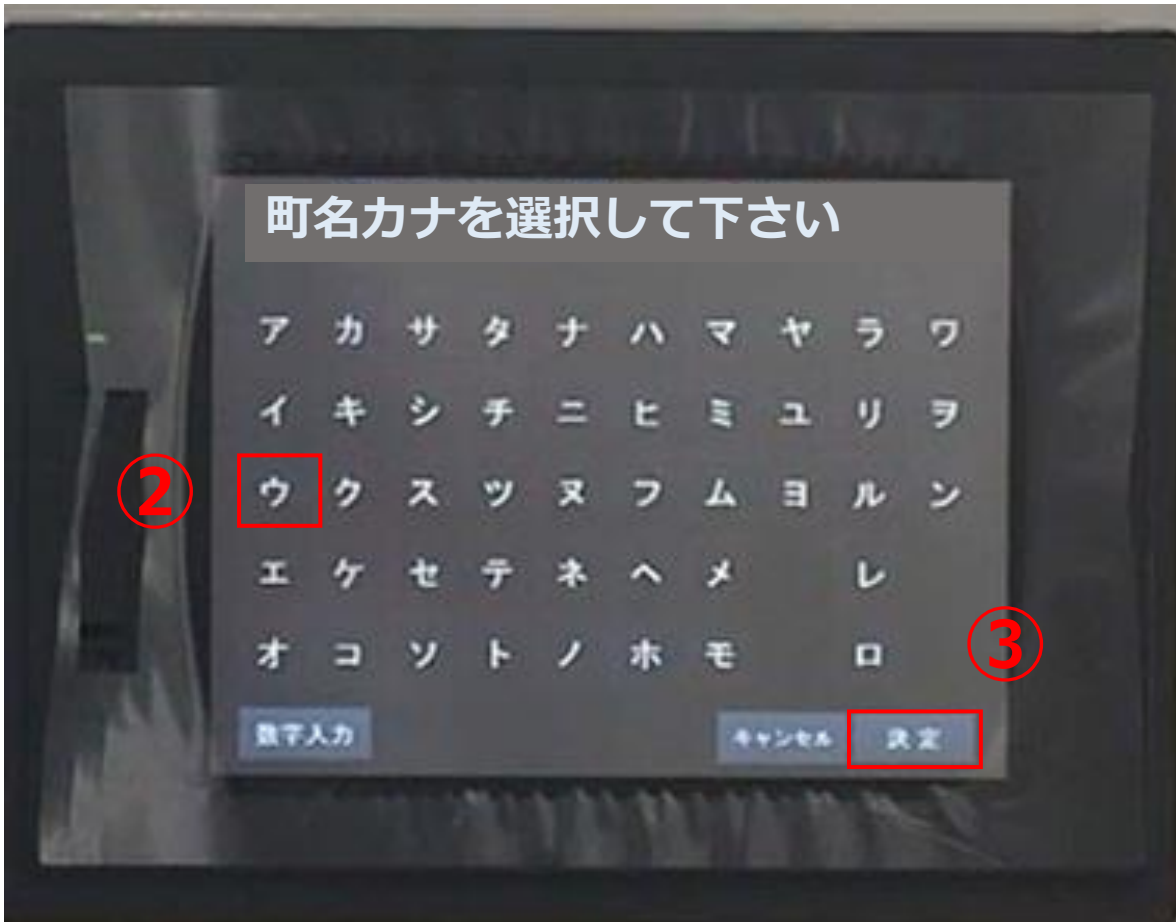 町名カナを選択して下さい
ア カ サ タ ナ ハ マ ヤ ラ ワ
イ キ シ チ ニ ヒ ミ ユ リ ヲ
② ウ ク ス ツ ヌ フ ム ヨ ル ン
エ ケ セ テ ネ ヘ メ レ
オ コ ソ ト ノ ホ モ ロ ③
数字入力 キャンセル 決定